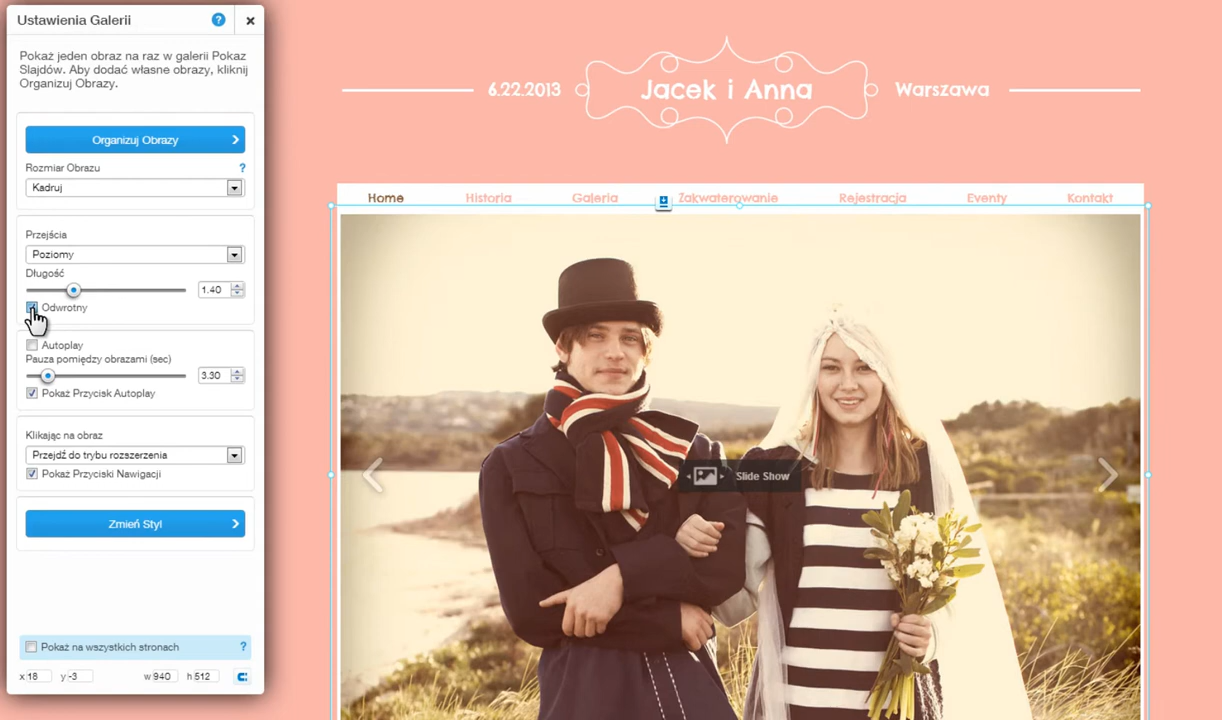 Ustawienia Galerii
?
Pokaż jeden obraz na raz w galerii Pokaz
Slajdów. Aby dodać własne obrazy, kliknij
Organizuj Obrazy.
Organizuj Obrazy
Rozmiar Obrazu
?
Kadruj
Przejścia
Poziomy
Długość
1.40
Odwrotny
Autoplay
Pauza pomiędzy obrazami (sec)
3.30
Pokaż Przycisk Autoplay
Klikając na obraz
Przejdź do trybu rozszerzenia
Pokaż Przyciski Nawigacji
Zmień Styl
Pokaż na wszystkich stronach
?
x 18 y -3 w 940 h 512
6.22.2013 Jacek i Anna Warszawa
Home Historia Galeria Zakwaterowanie Rejestracja Eventy Kontakt
Slide Show